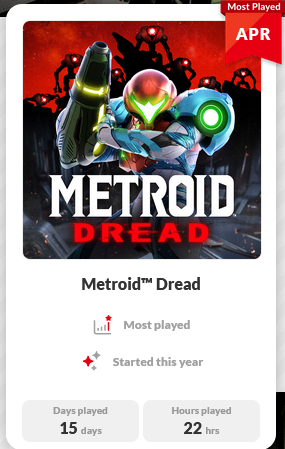 Most Played
APR
METROID
DREAD
Metroid™ Dread
Most played
Started this year
Days played
15 days
Hours played
22 hrs